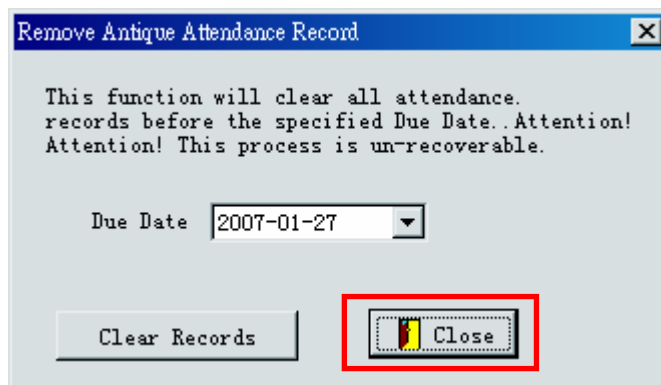 Remove Antique Attendance Record
This function will clear all attendance.
records before the specified Due Date..Attention!
Attention! This process is un-recoverable.
Due Date 2007-01-27
Clear Records Close